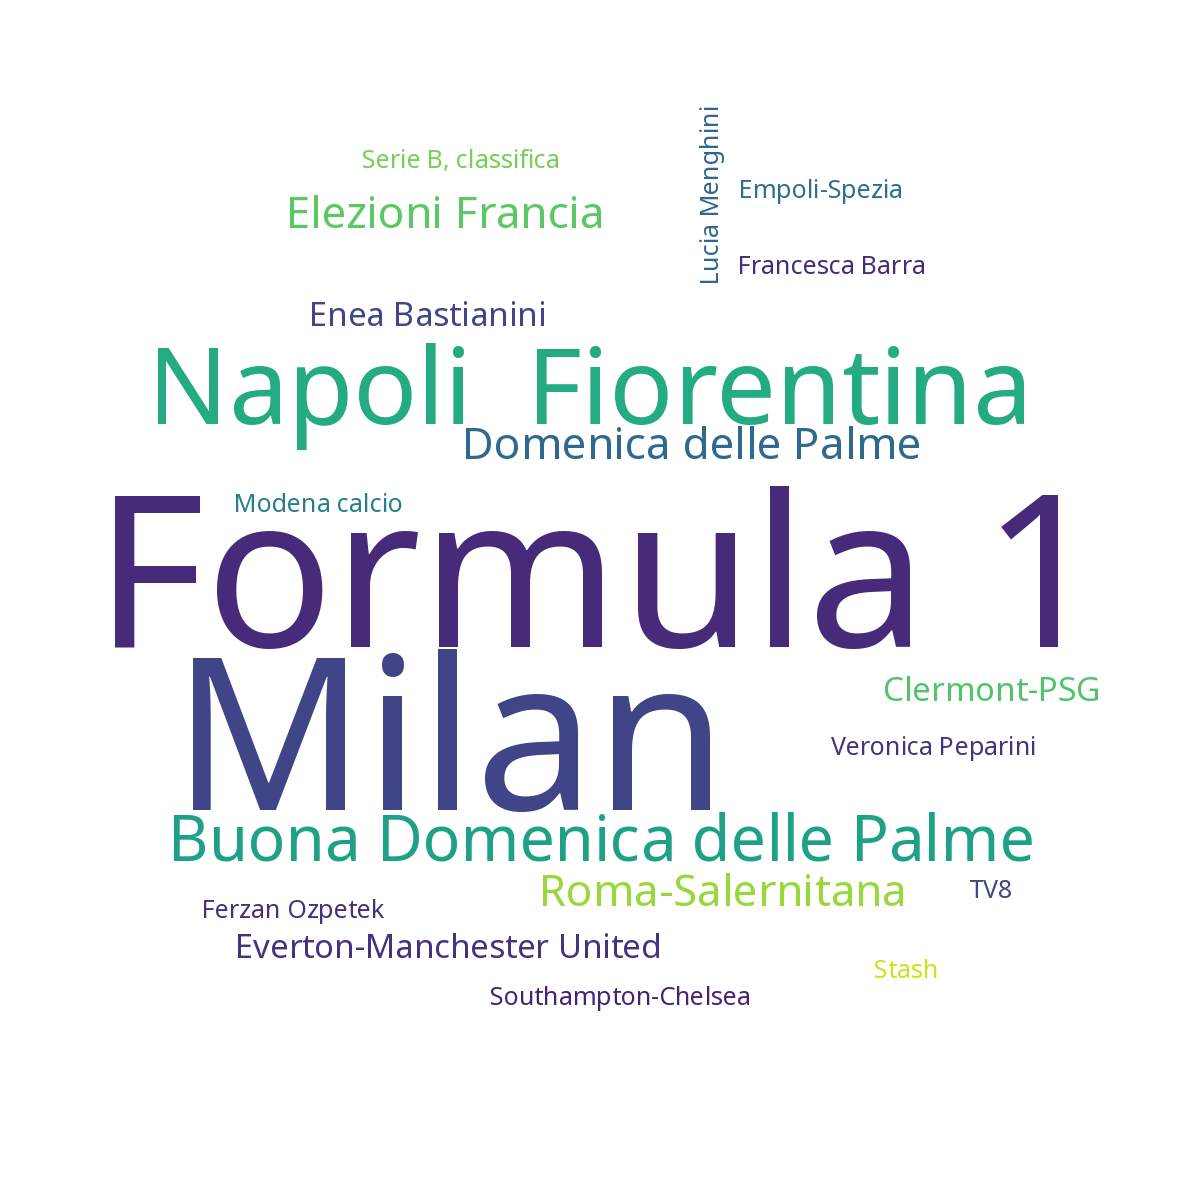 Lucia Menghini
Serie B, classifica
Empoli-Spezia
Elezioni Francia
Francesca Barra
Enea Bastianini
Napoli Fiorentina
Domenica delle Palme
Modena calcio
Formula 1
Milan
Clermont-PSG
Veronica Peparini
Buona Domenica delle Palme
Roma-Salernitana
TV8
Ferzan Ozpetek
Everton-Manchester United
Stash
Southampton-Chelsea